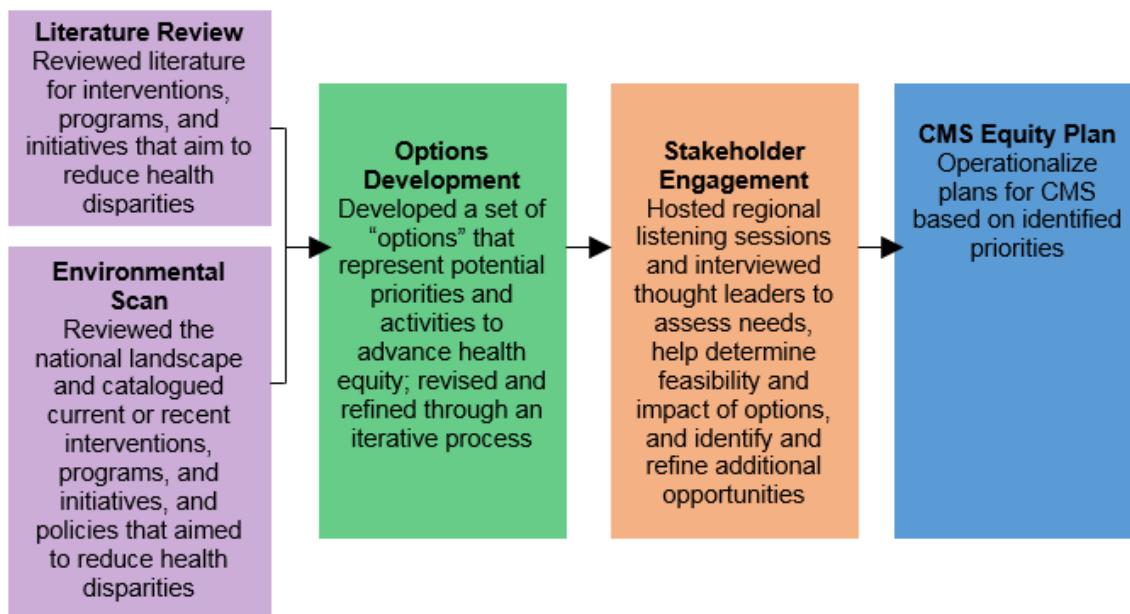 Literature Review
Reviewed literature
for interventions,
programs, and
initiatives that aim to
reduce health
disparities
Environmental
Scan
Reviewed the
national landscape
and catalogued
current or recent
interventions,
programs, and
initiatives, and
policies that aimed
to reduce health
disparities
Options
Development
Developed a set of
“options” that
represent potential
priorities and
activities to
advance health
equity; revised and
refined through an
iterative process
Stakeholder
Engagement
Hosted regional
listening sessions
and interviewed
thought leaders to
assess needs,
help determine
feasibility and
impact of options,
and identify and
refine additional
opportunities
CMS Equity Plan
Operationalize
plans for CMS
based on identified
priorities